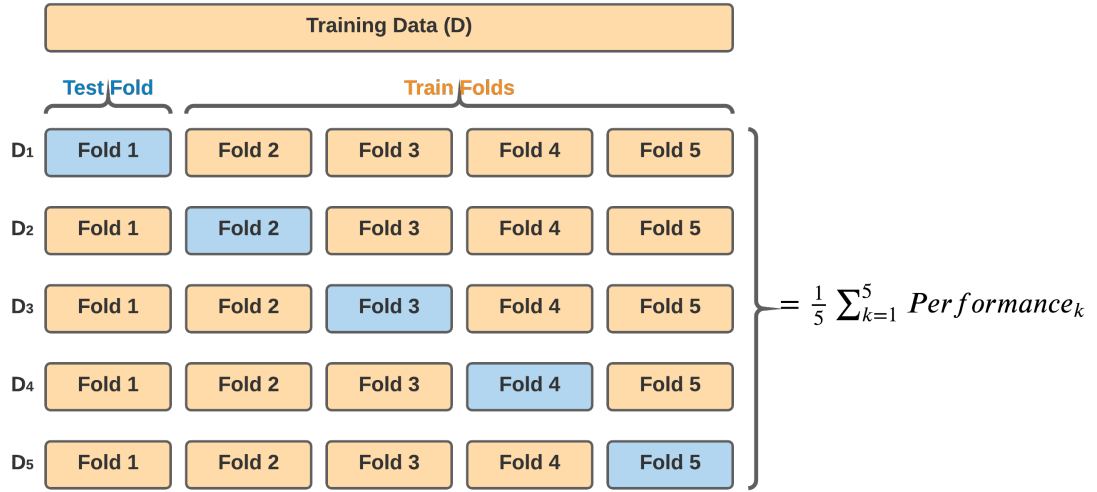 Training Data (D)
Test Fold Train Folds
D1 Fold 1 Fold 2 Fold 3 Fold 4 Fold 5
D2 Fold 1 Fold 2 Fold 3 Fold 4 Fold 5
D3 Fold 1 Fold 2 Fold 3 Fold 4 Fold 5
= 1/5 ∑_{k=1}^{5} Performance_k
D4 Fold 1 Fold 2 Fold 3 Fold 4 Fold 5
D5 Fold 1 Fold 2 Fold 3 Fold 4 Fold 5